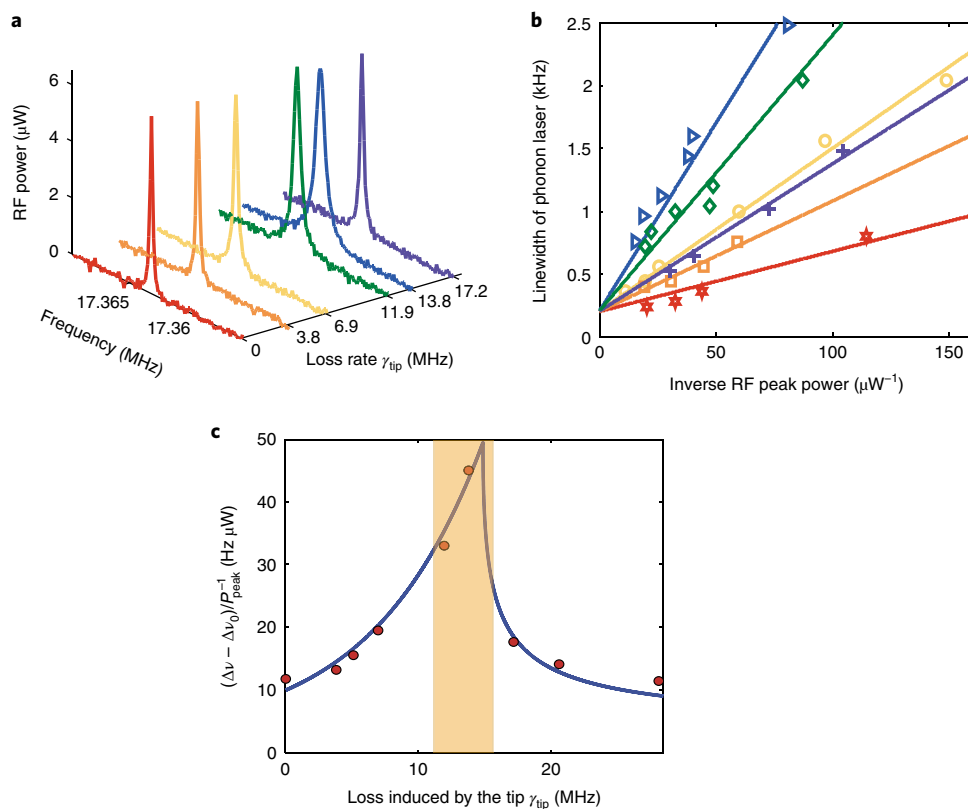 a
RF power (μW)
6
4
2
0
17.365
17.36
Frequency (MHz)
0
3.8
6.9
11.9
13.8
17.2
Loss rate γtip (MHz)
b
Linewidth of phonon laser (kHz)
2.5
2
1.5
1
0.5
0
0 50 100 150
Inverse RF peak power (μW⁻¹)
c
(Δν – Δν₀)/P⁻¹peak (Hz μW)
50
40
30
20
10
0
0 10 20
Loss induced by the tip γtip (MHz)